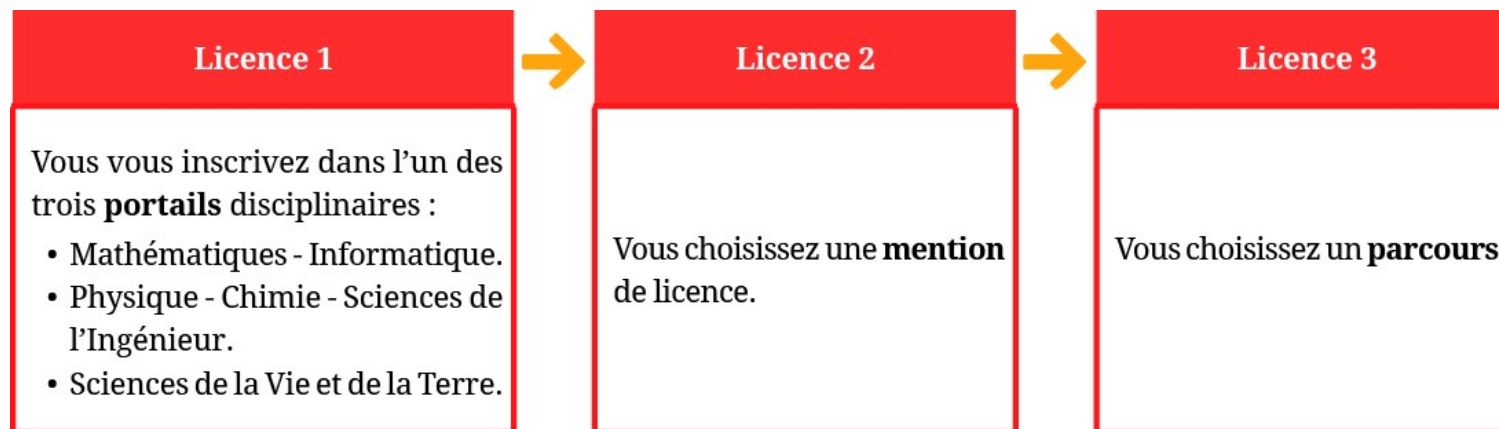 Licence 1
Vous vous inscrivez dans l’un des
trois portails disciplinaires :
• Mathématiques - Informatique.
• Physique - Chimie - Sciences de
l’Ingénieur.
• Sciences de la Vie et de la Terre.
Licence 2
Vous choisissez une mention
de licence.
Licence 3
Vous choisissez un parcours